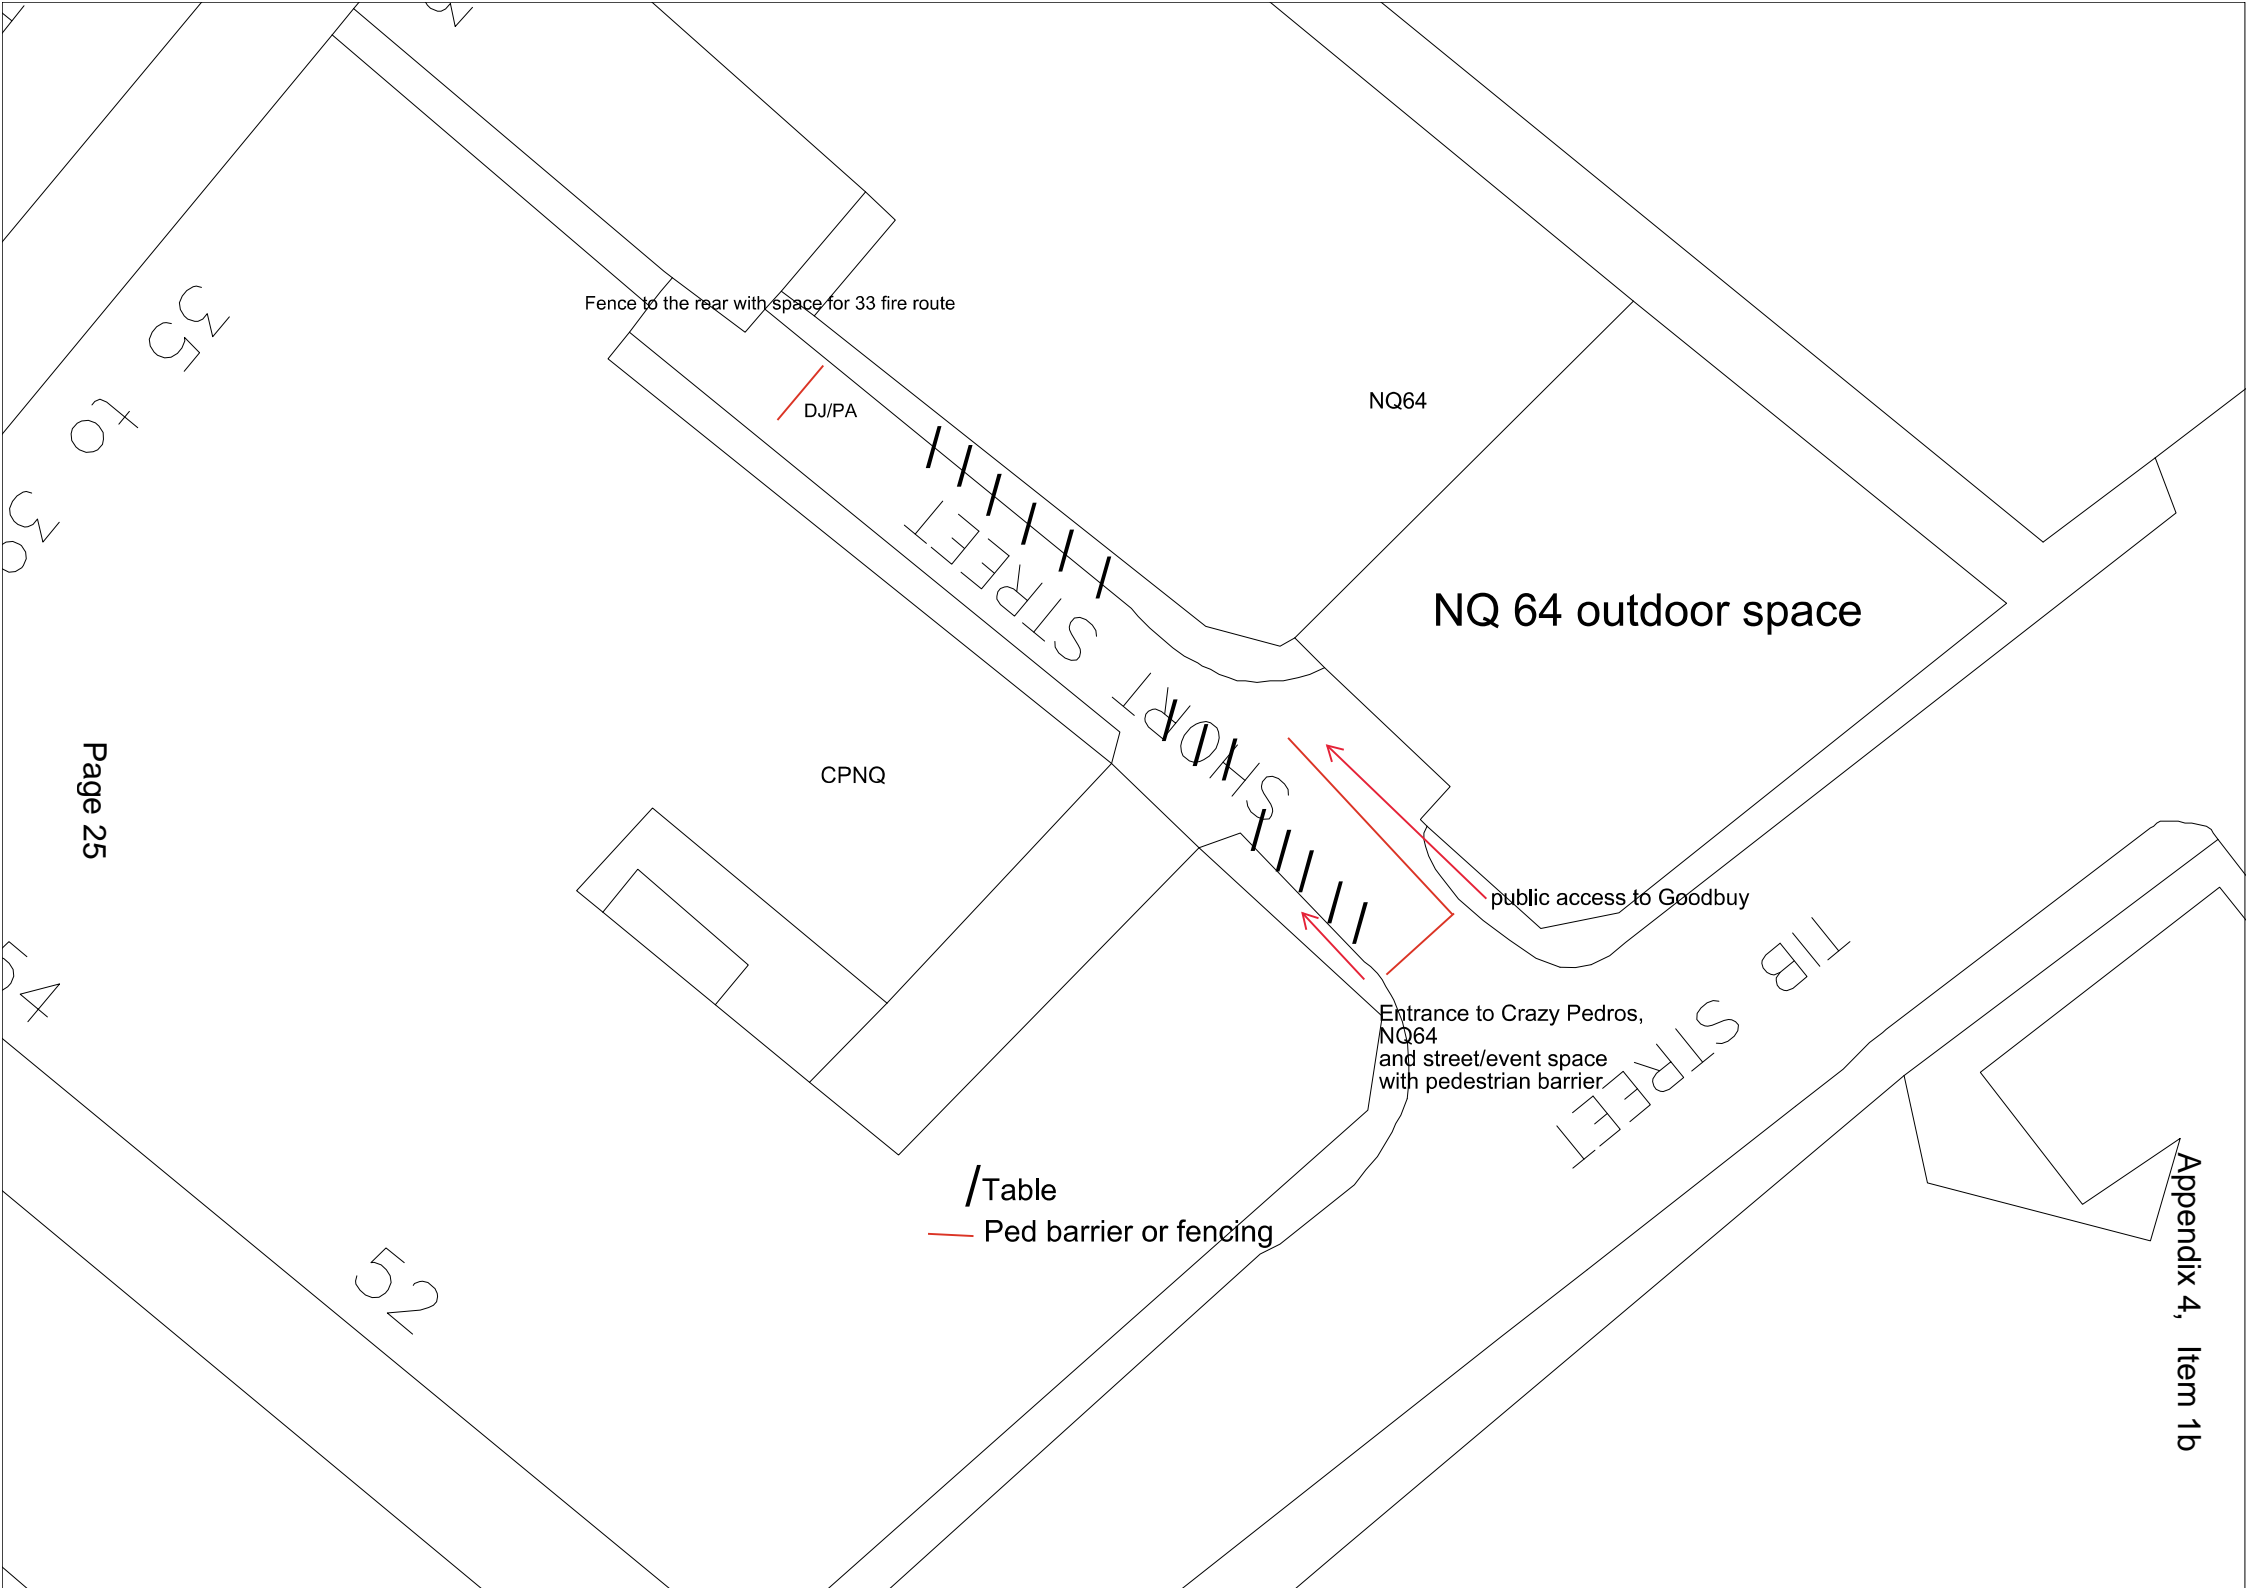 Fence to the rear with space for 33 fire route
DJ/PA
NQ64
35 to
SHORT STREET
NQ 64 outdoor space
CPNQ
Page 25
public access to Goodbuy
TIB STREET
54
Entrance to Crazy Pedros,
NQ64
and street/event space
with pedestrian barrier
Table
Ped barrier or fencing
52
Appendix 4, Item 1b